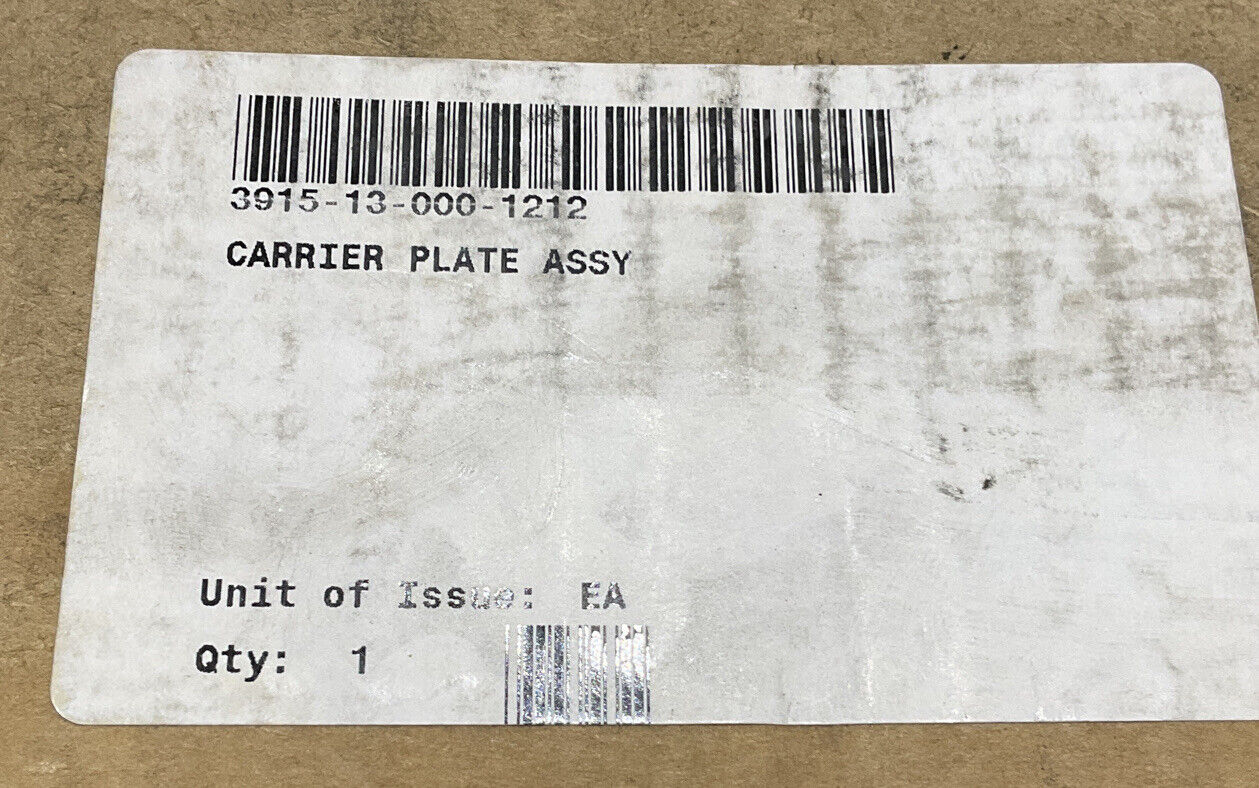 3915-13-000-1212
CARRIER PLATE ASSY
Unit of Issue: EA
Qty: 1